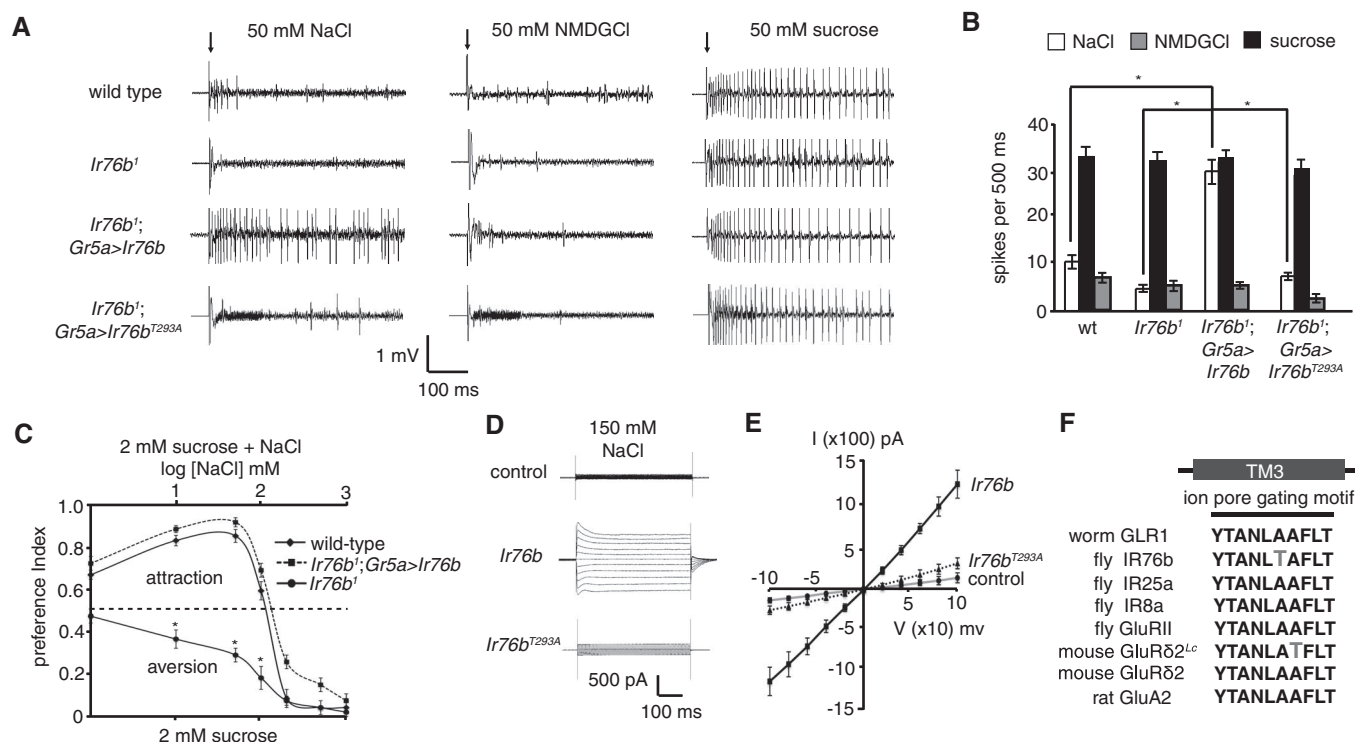 A
50 mM NaCl
50 mM NMDGCl
50 mM sucrose
wild type
Ir76b¹
Ir76b¹;
Gr5a>Ir76b
Ir76b¹;
Gr5a>Ir76bT293A
1 mV
100 ms
B
NaCl NMDGCl sucrose
* * *
spikes per 500 ms
40
30
20
10
0
wt
Ir76b¹
Ir76b¹;
Gr5a>
Ir76b
Ir76b¹;
Gr5a>
Ir76bT293A
C
2 mM sucrose + NaCl
log [NaCl] mM
1 2 3
preference Index
1.0
0.8
0.6
0.4
0.2
0
attraction
aversion
* * *
wild-type
Ir76b¹;Gr5a>Ir76b
Ir76b¹
2 mM sucrose
D
150 mM
NaCl
control
Ir76b
Ir76bT293A
500 pA
100 ms
E
I (x100) pA
15
10
5
-10 -5
5 10
V (x10) mv
-5
-10
-15
Ir76b
Ir76bT293A
control
F
TM3
ion pore gating motif
worm GLR1 YTANLAAFLT
fly IR76b YTANLTAFLT
fly IR25a YTANLAAFLT
fly IR8a YTANLAAFLT
fly GluRII YTANLAAFLT
mouse GluRδ2Lc YTANLATFLT
mouse GluRδ2 YTANLAAFLT
rat GluA2 YTANLAAFLT